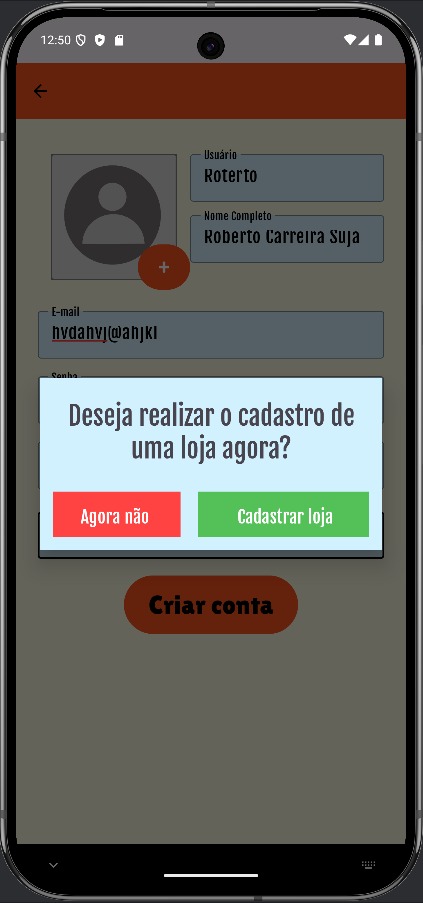 12:50
Usuário
Roterto
Nome Completo
Roberto Carreira Suja
E-mail
hvdahvj@ahjkl
Senha
Deseja realizar o cadastro de
uma loja agora?
Agora não
Cadastrar loja
Criar conta